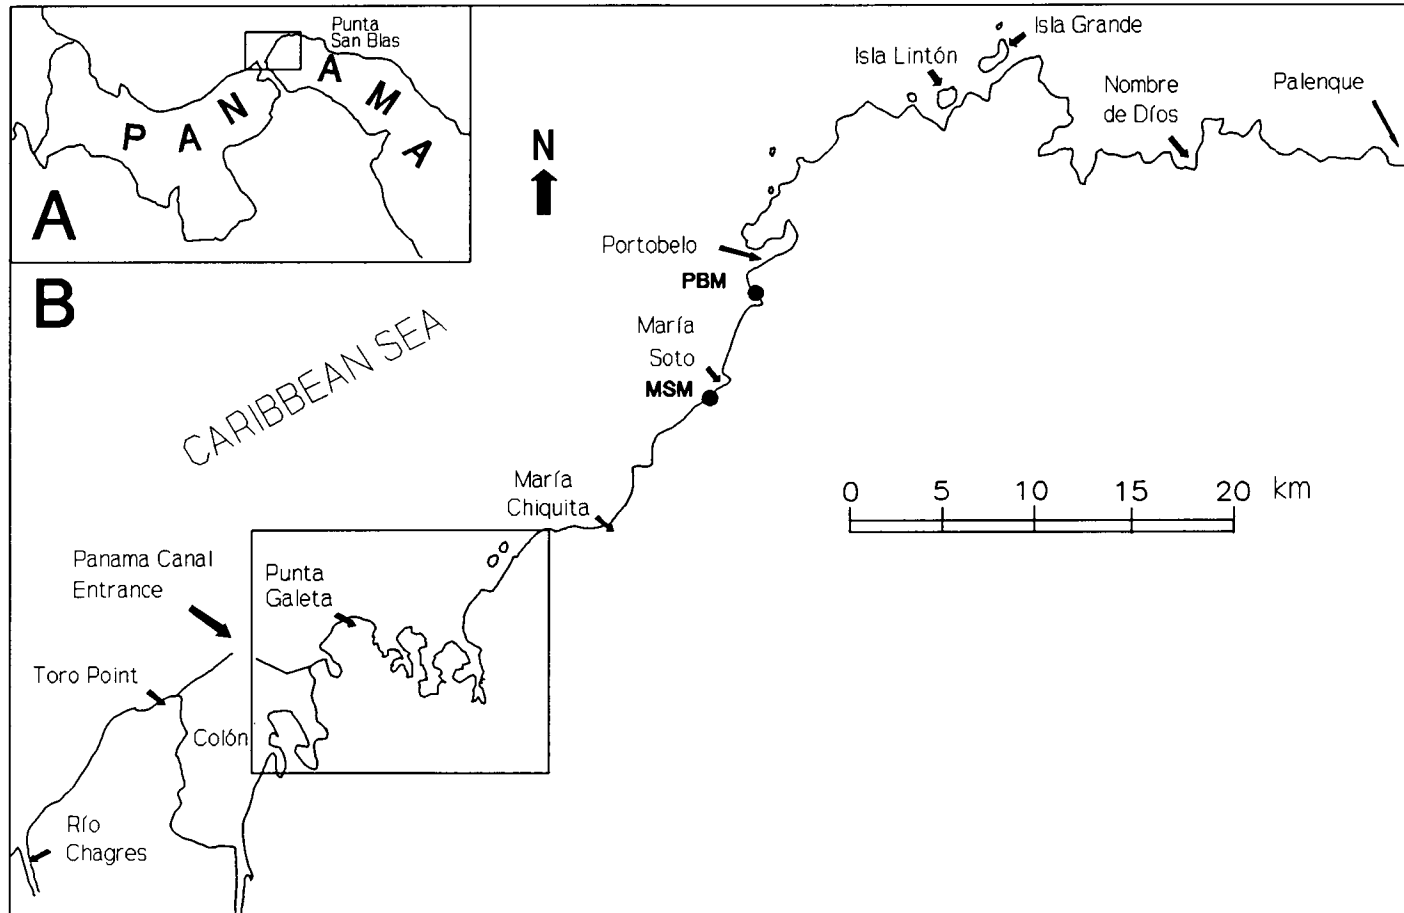 Punta
San Blas
P A N A M A
A
Isla Grande
Isla Lintón
Nombre
de Díos
Palenque
N
Portobelo
PBM
B
CARIBBEAN SEA
María
Soto
MSM
María
Chiquita
0 5 10 15 20 km
Panama Canal
Entrance
Punta
Galeta
Toro Point
Colón
Río
Chagres